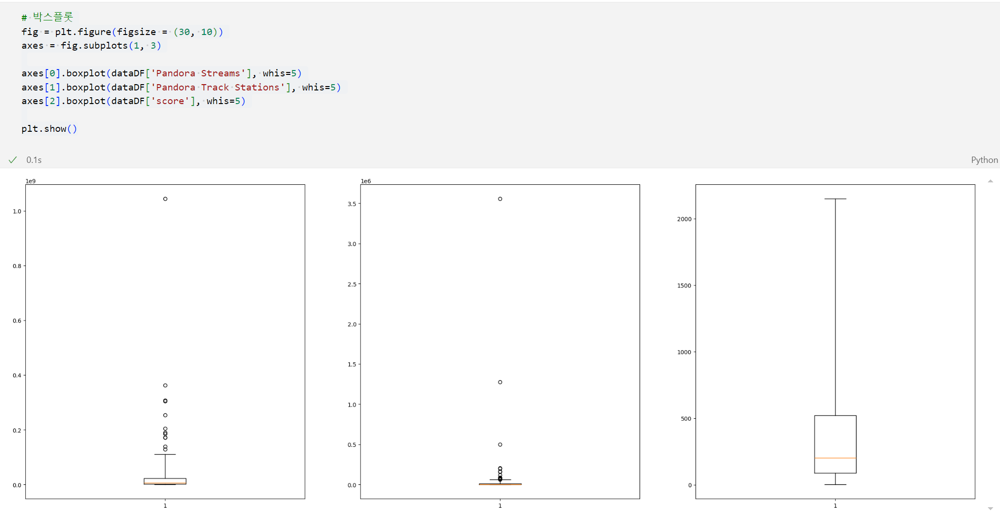 # 박스플롯
fig = plt.figure(figsize = (30, 10))
axes = fig.subplots(1, 3)
axes[0].boxplot(dataDF['Pandora Streams'], whis=5)
axes[1].boxplot(dataDF['Pandora Track Stations'], whis=5)
axes[2].boxplot(dataDF['score'], whis=5)
plt.show()
0.1s
Python
1e9
1.0
0.8
0.6
0.4
0.2
0.0
1
1e6
3.5
3.0
2.5
2.0
1.5
1.0
0.5
0.0
1
2000
1500
1000
500
0
1